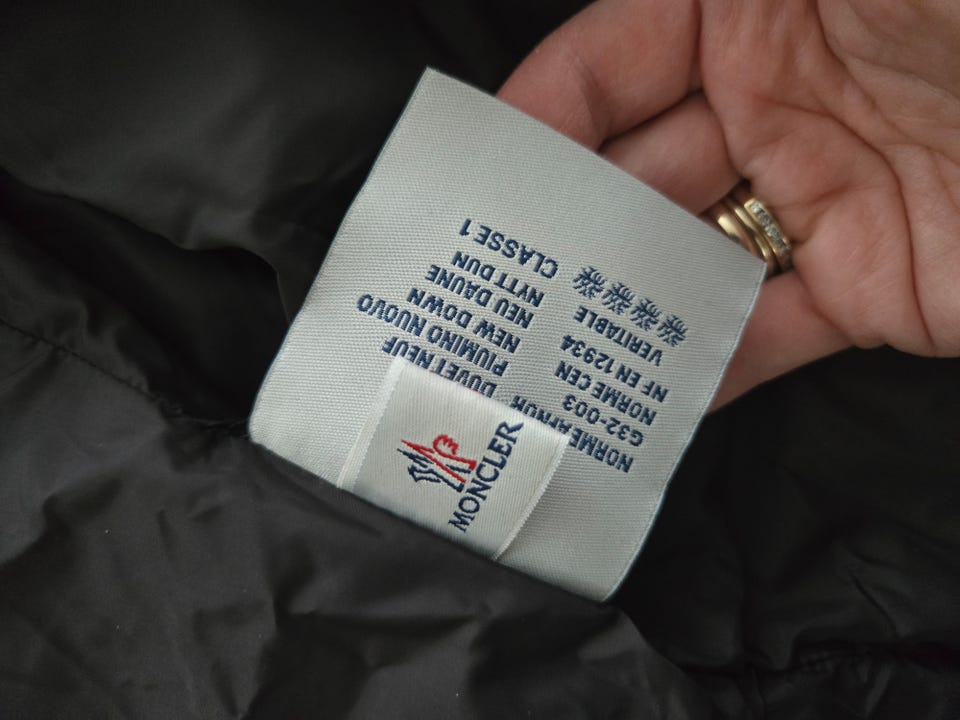 MONCLER
NORME AFNOR
G32-003
NORME CEN
NF EN 12934
VERITABLE
DUVET NEUF
PIUMINO NUOVO
NEW DOWN
NEU DAUNE
NYTT DUN
CLASSE 1